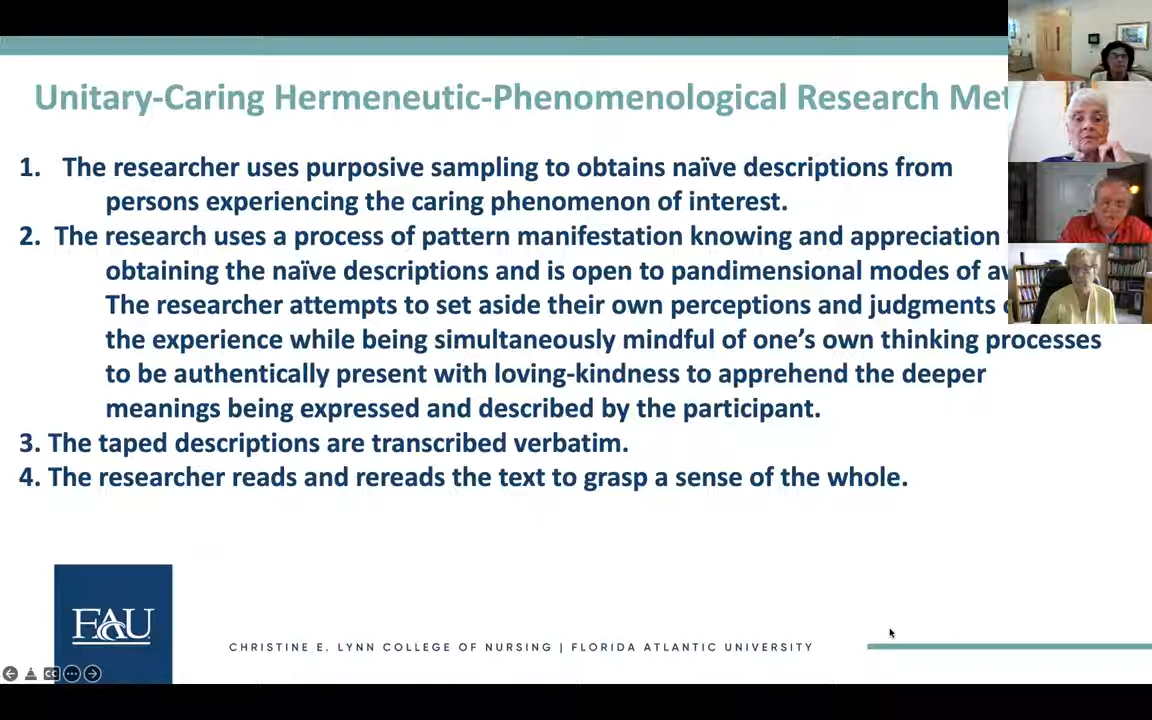 Unitary-Caring Hermeneutic-Phenomenological Research
1. The researcher uses purposive sampling to obtains naïve descriptions from
persons experiencing the caring phenomenon of interest.
2. The research uses a process of pattern manifestation knowing and appreciation
obtaining the naïve descriptions and is open to pandimensional modes of
The researcher attempts to set aside their own perceptions and judgments
the experience while being simultaneously mindful of one's own thinking processes
to be authentically present with loving-kindness to apprehend the deeper
meanings being expressed and described by the participant.
3. The taped descriptions are transcribed verbatim.
4. The researcher reads and rereads the text to grasp a sense of the whole.
FAU
CHRISTINE E. LYNN COLLEGE OF NURSING | FLORIDA ATLANTIC UNIVERSITY
CC